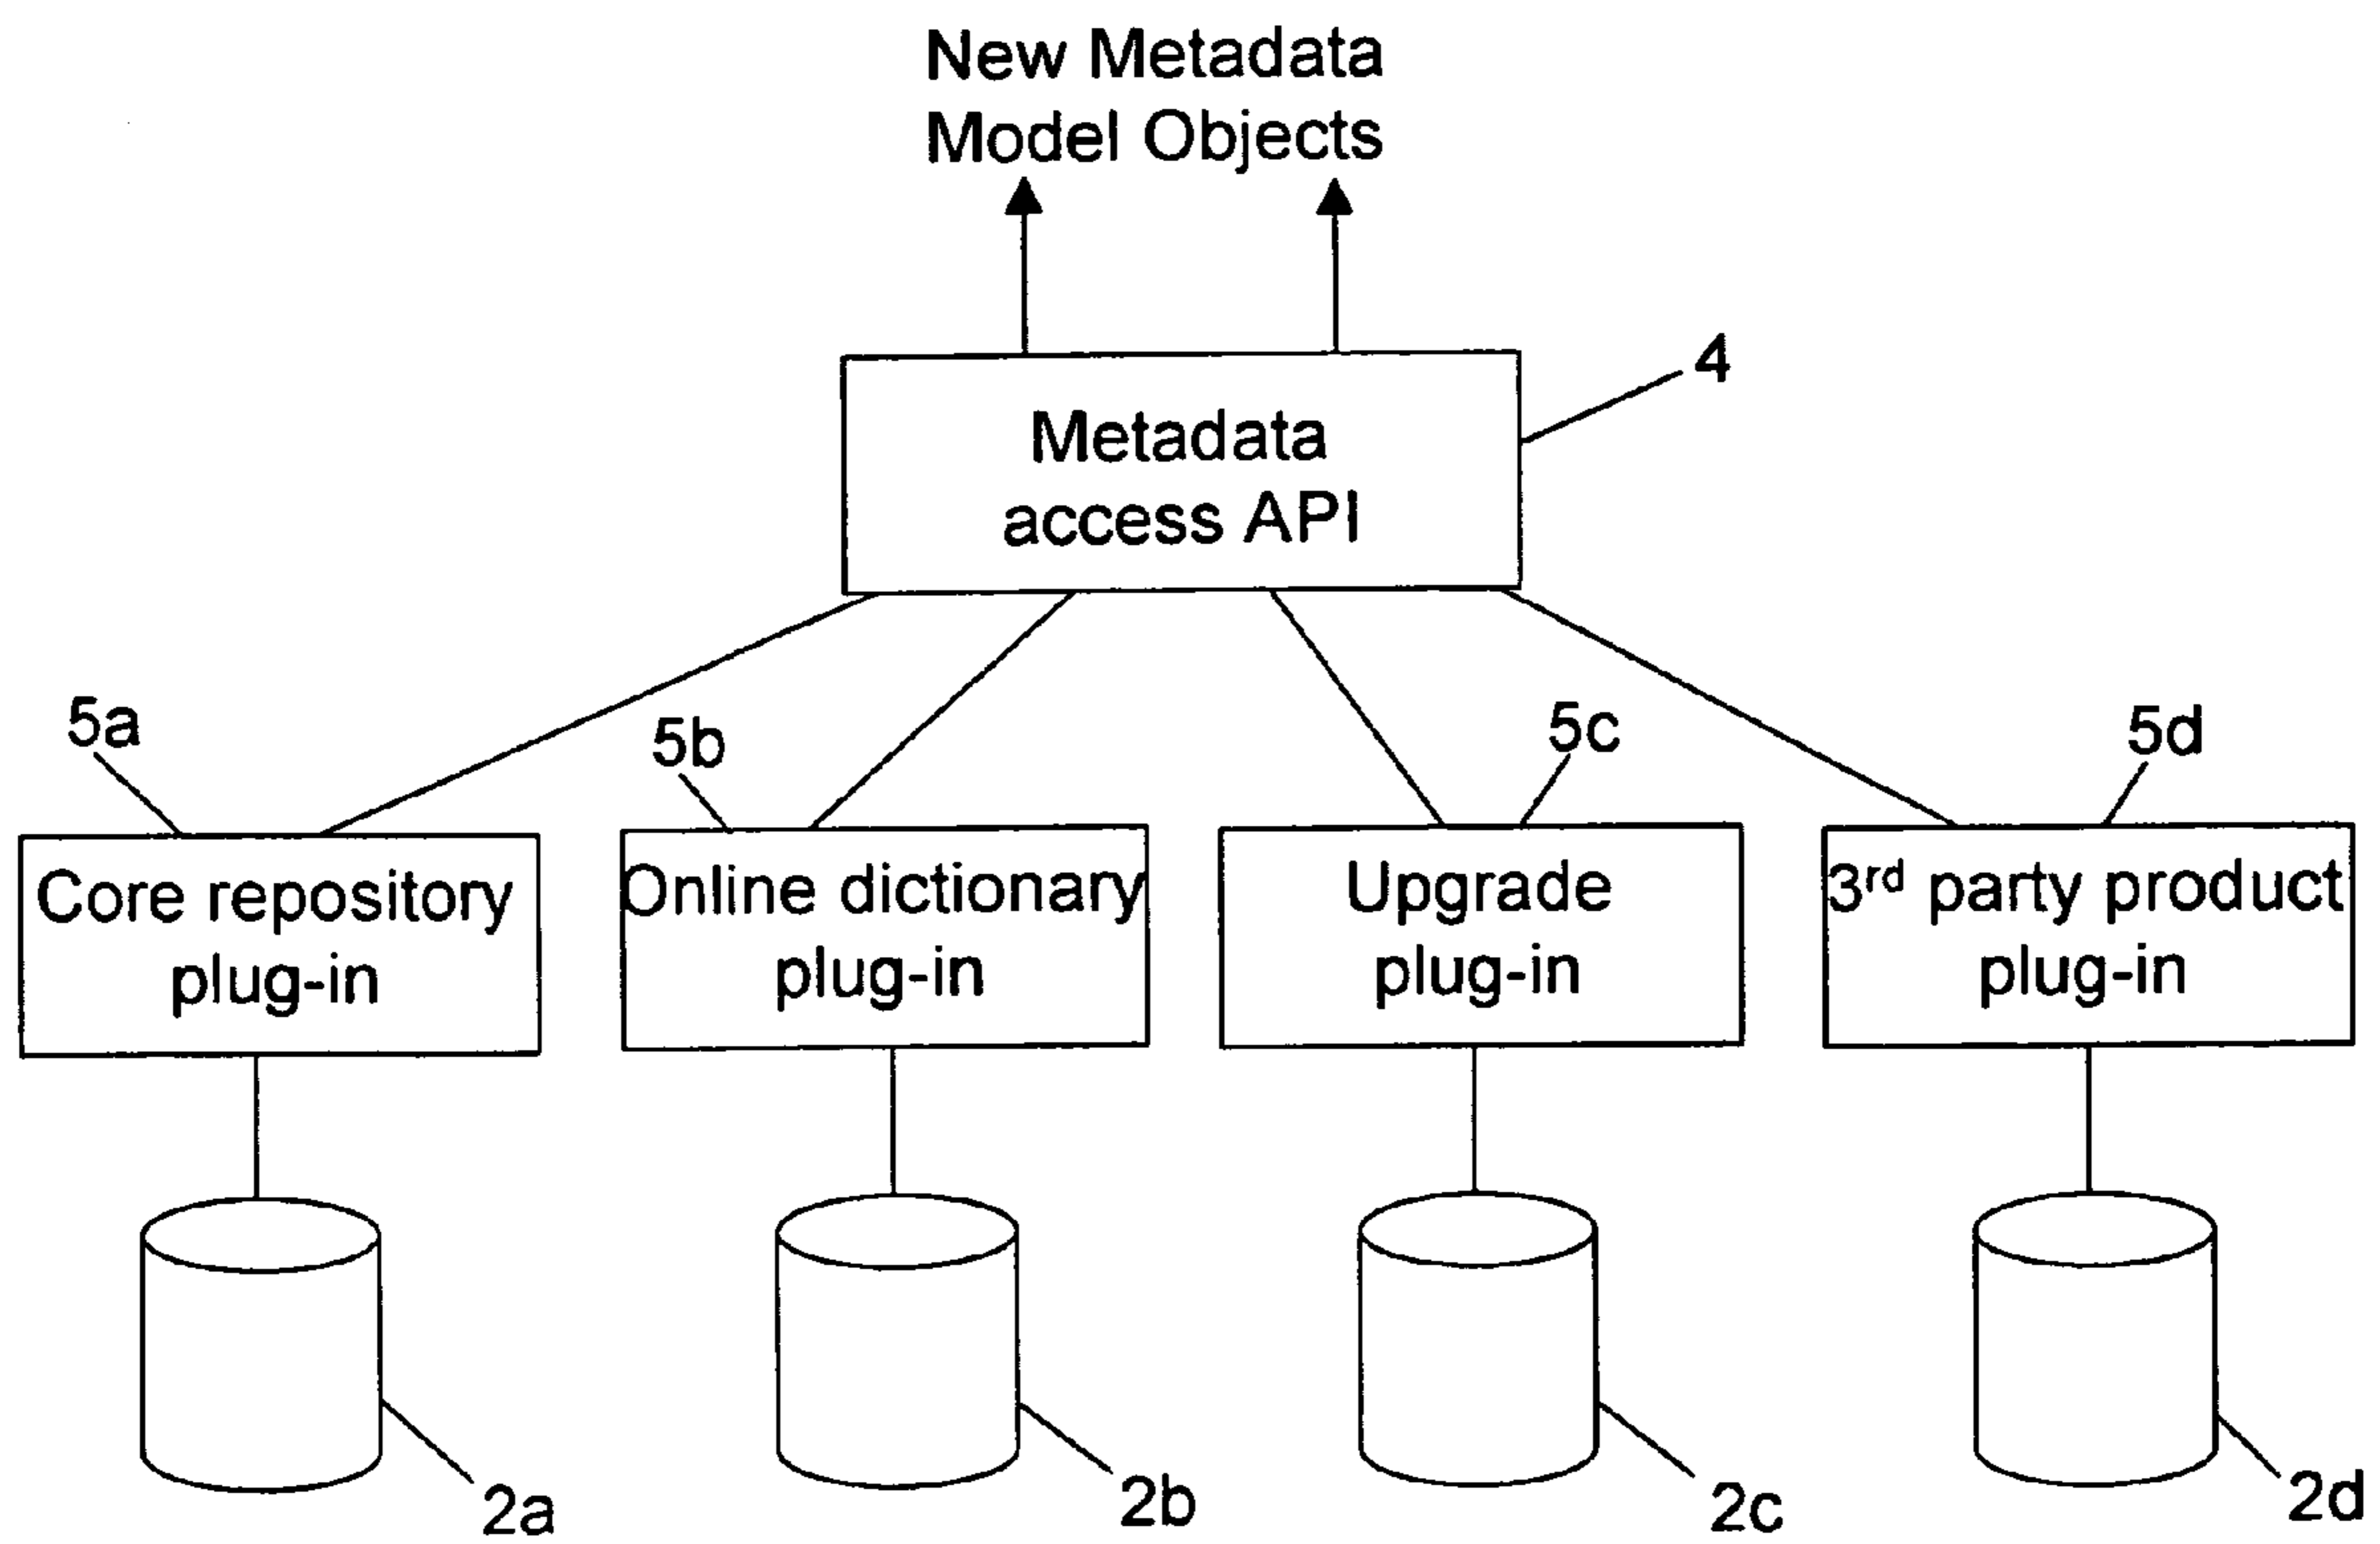 New Metadata
Model Objects
4
Metadata
access API
5a
5b
5c
5d
Core repository
plug-in
Online dictionary
plug-in
Upgrade
plug-in
3rd party product
plug-in
2a
2b
2c
2d